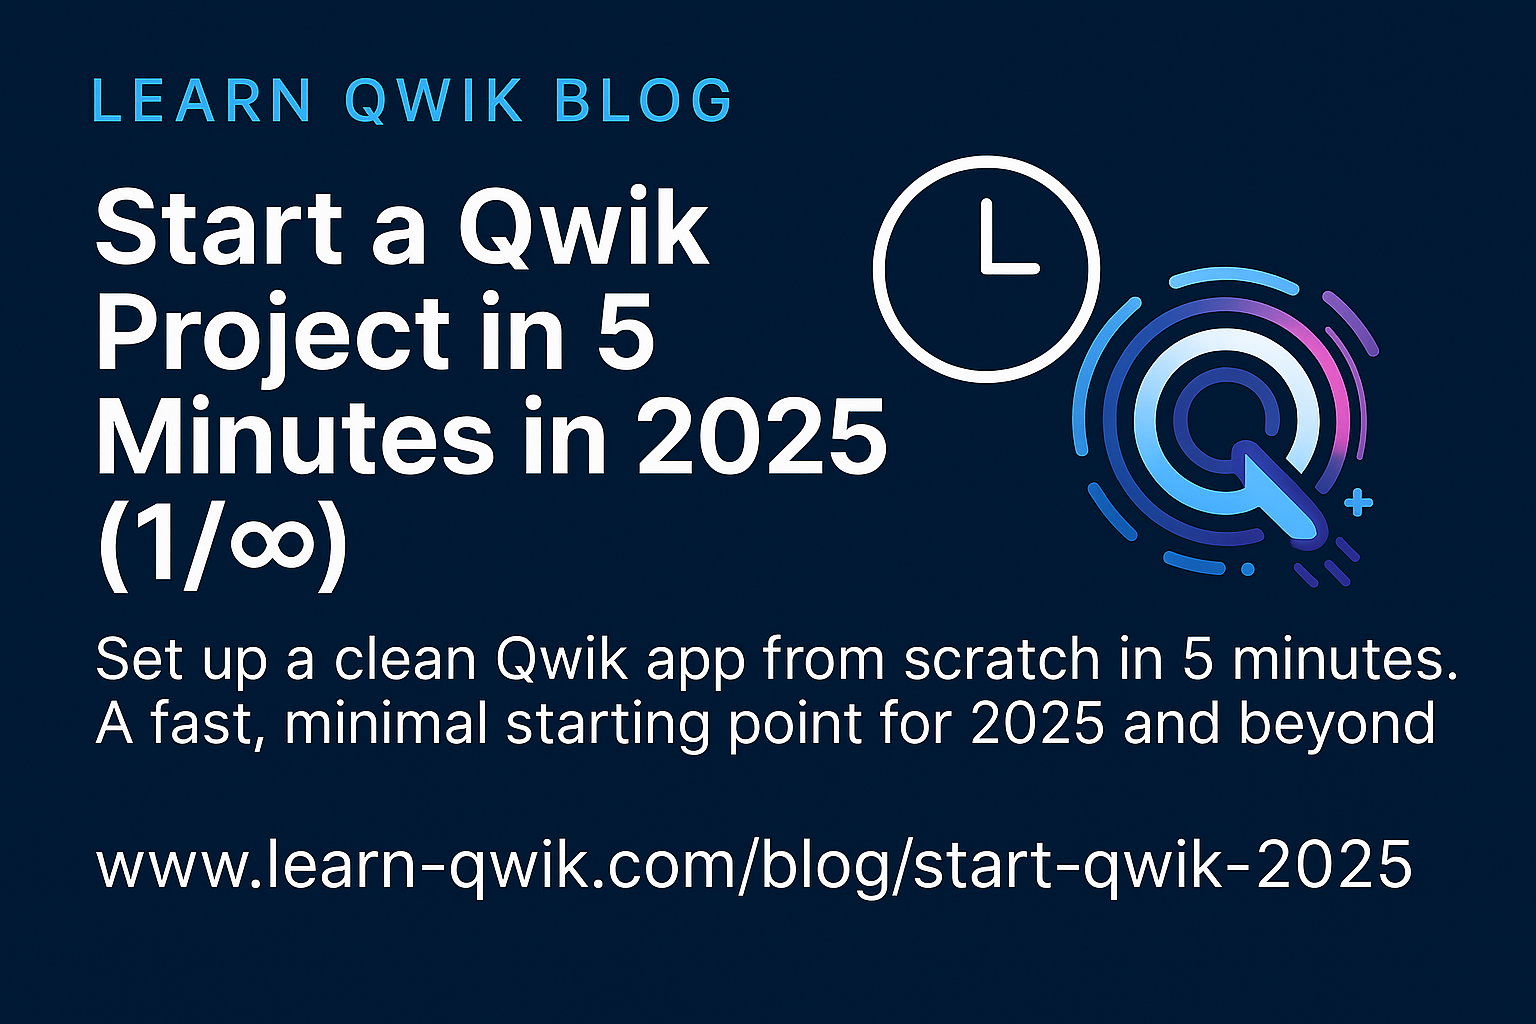 LEARN QWIK BLOG
Start a Qwik
Project in 5
Minutes in 2025
(1/∞)
Set up a clean Qwik app from scratch in 5 minutes.
A fast, minimal starting point for 2025 and beyond
www.learn-qwik.com/blog/start-qwik-2025